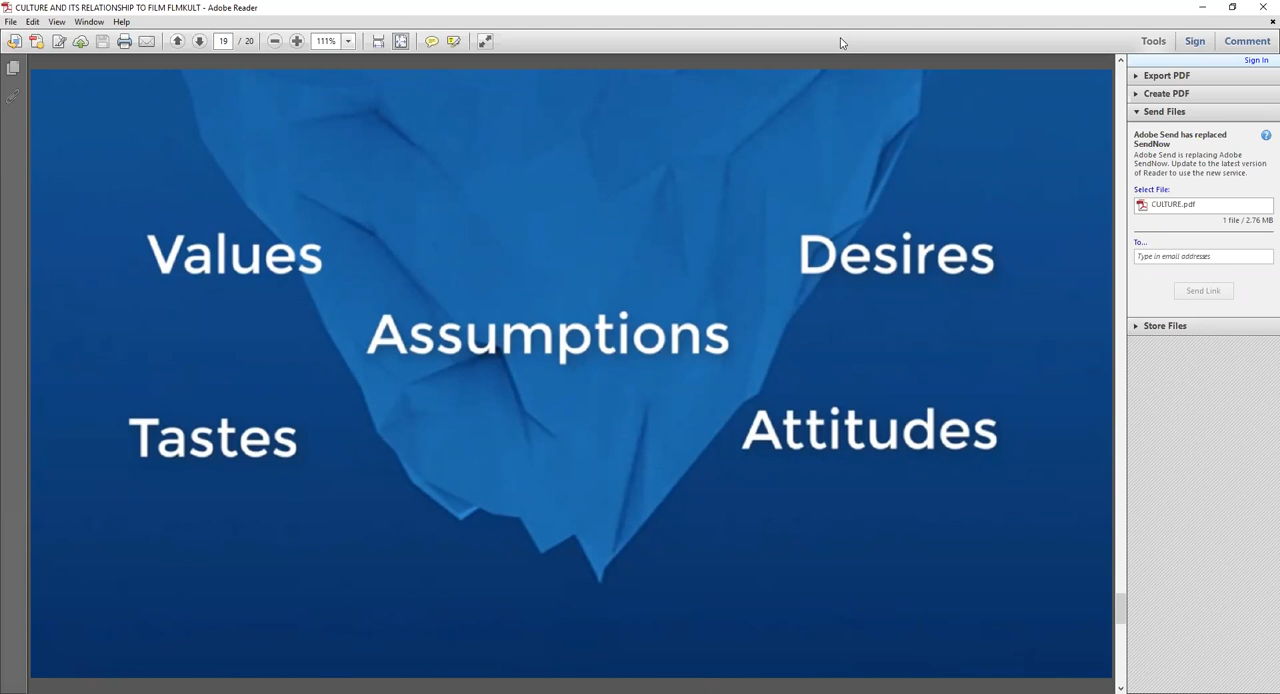 CULTURE AND ITS RELATIONSHIP TO FILM FLMKULT - Adobe Reader
File Edit View Window Help
19 / 20 111% Tools Sign Comment
Sign In
Export PDF
Create PDF
Send Files
Adobe Send has replaced
SendNow
Adobe Send is replacing Adobe
SendNow. Update to the latest version
of Reader to use the new service.
Select File:
CULTURE.pdf
1 file / 2.76 MB
To...
Type in email addresses
Send Link
Store Files
Values Desires
Assumptions
Tastes Attitudes